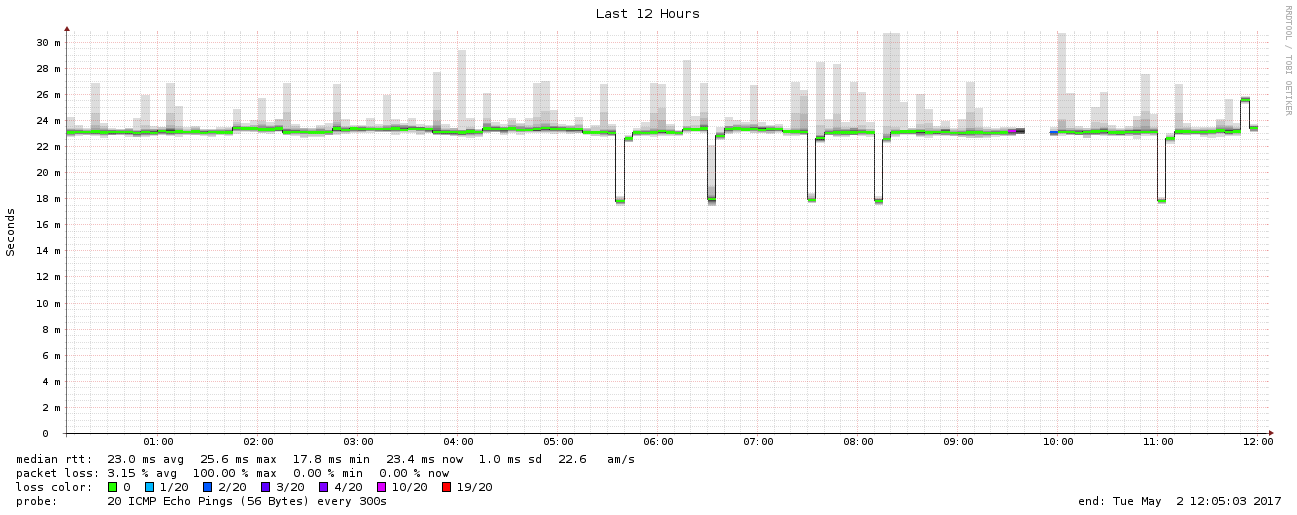 Last 12 Hours
RRDTOOL / TOBI OETIKER
Seconds
30 m
28 m
26 m
24 m
22 m
20 m
18 m
16 m
14 m
12 m
10 m
8 m
6 m
4 m
2 m
0
01:00 02:00 03:00 04:00 05:00 06:00 07:00 08:00 09:00 10:00 11:00 12:00
median rtt: 23.0 ms avg 25.6 ms max 17.8 ms min 23.4 ms now 1.0 ms sd 22.6 am/s
packet loss: 3.15 % avg 100.00 % max 0.00 % min 0.00 % now
loss color: 0 1/20 2/20 3/20 4/20 10/20 19/20
probe: 20 ICMP Echo Pings (56 Bytes) every 300s end: Tue May 2 12:05:03 2017